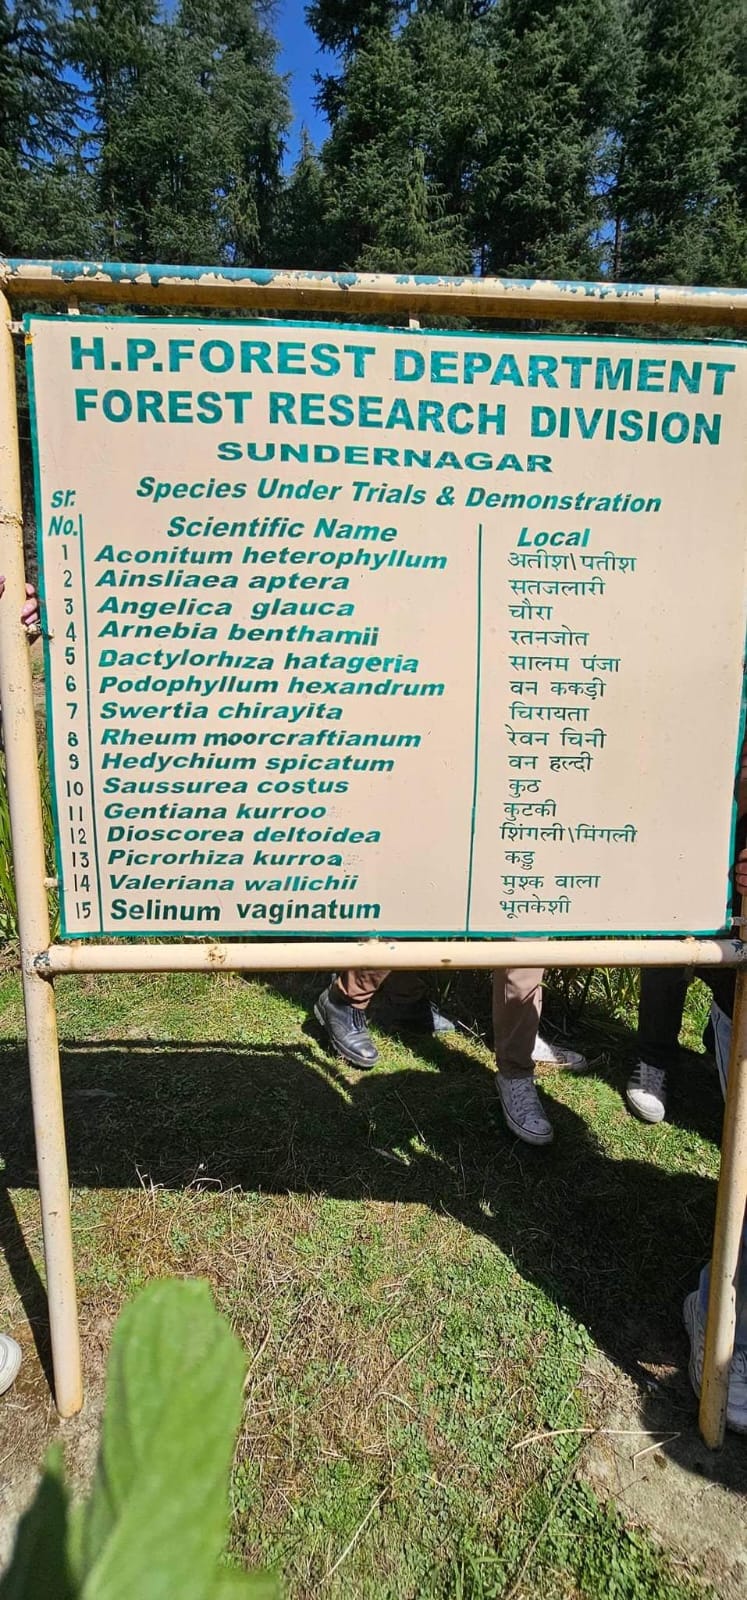 H.P.FOREST DEPARTMENT
FOREST RESEARCH DIVISION
SUNDERNAGAR
Species Under Trials & Demonstration
Sr. No. Scientific Name Local
1 Aconitum heterophyllum अतीश\पतीश
2 Ainsliaea aptera सतजलारी
3 Angelica glauca चौरा
4 Arnebia benthamii रतनजोत
5 Dactylorhiza hatageria सालम पंजा
6 Podophyllum hexandrum वन ककड़ी
7 Swertia chirayita चिरायता
8 Rheum moorcraftianum रेवन चिनी
9 Hedychium spicatum वन हल्दी
10 Saussurea costus कुठ
11 Gentiana kurroo कुटकी
12 Dioscorea deltoidea शिंगली\मिंगली
13 Picrorhiza kurroa कड्डु
14 Valeriana wallichii मुश्क वाला
15 Selinum vaginatum भूतकेशी